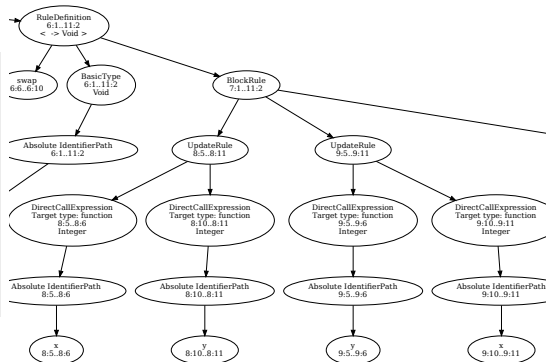 RuleDefinition
6:1..11:2
< -> Void >
swap
6:6..6:10
BasicType
6:1..11:2
Void
BlockRule
7:1..11:2
Absolute IdentifierPath
6:1..11:2
UpdateRule
8:5..8:11
UpdateRule
9:5..9:11
DirectCallExpression
Target type: function
8:5..8:6
Integer
DirectCallExpression
Target type: function
8:10..8:11
Integer
DirectCallExpression
Target type: function
9:5..9:6
Integer
DirectCallExpression
Target type: function
9:10..9:11
Integer
Absolute IdentifierPath
8:5..8:6
Absolute IdentifierPath
8:10..8:11
Absolute IdentifierPath
9:5..9:6
Absolute IdentifierPath
9:10..9:11
x
8:5..8:6
y
8:10..8:11
y
9:5..9:6
x
9:10..9:11